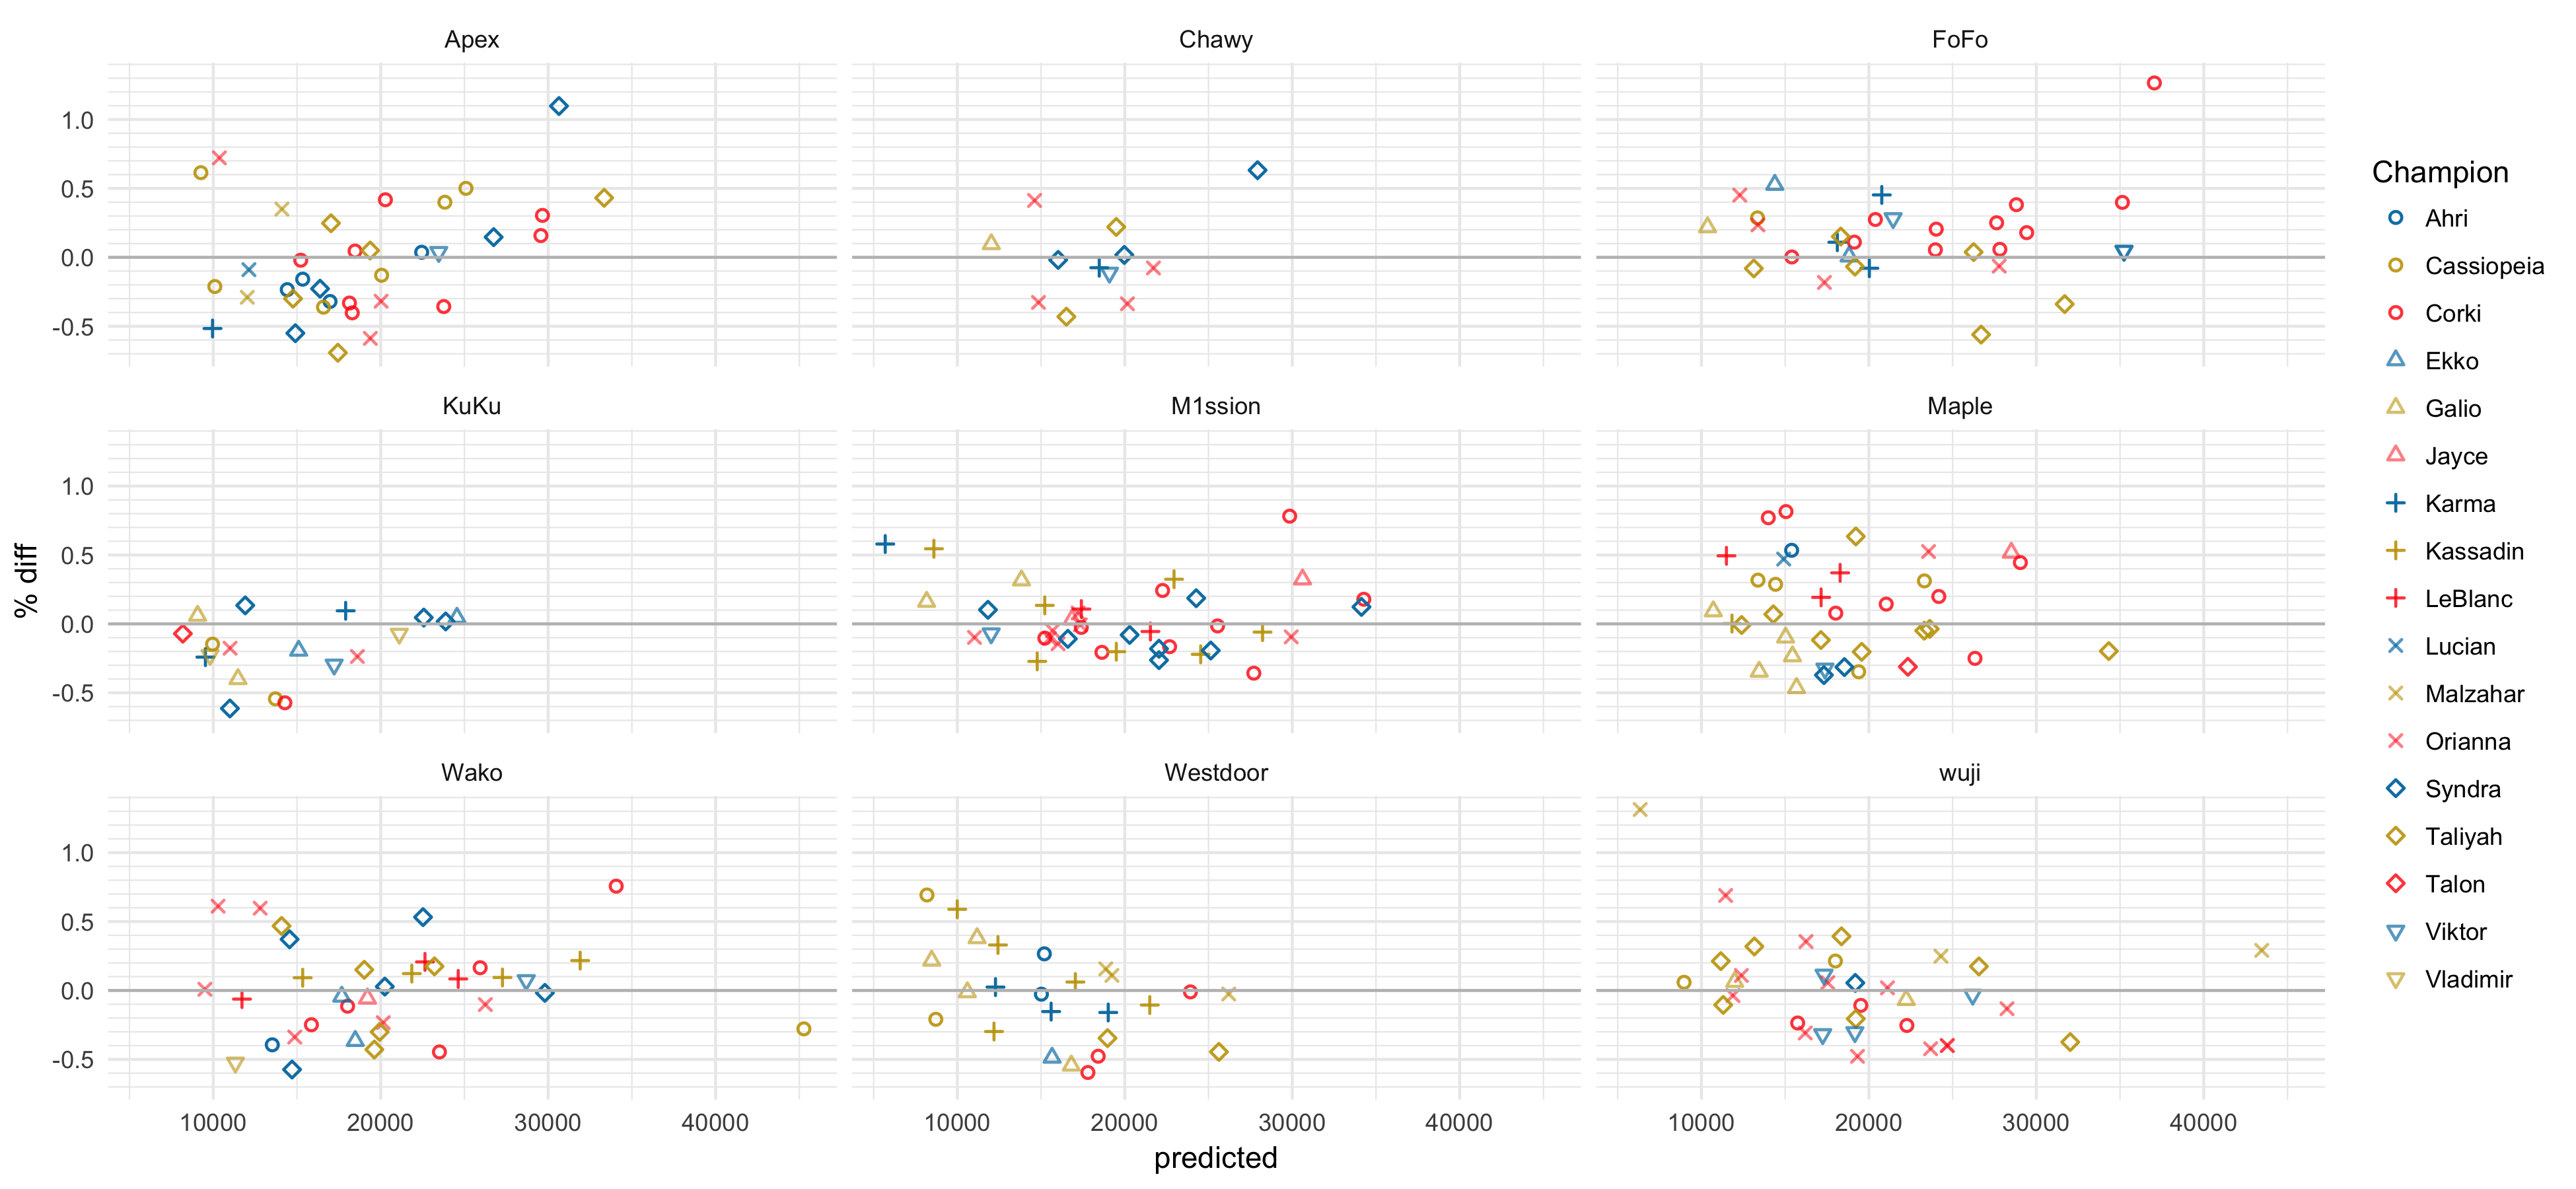 Apex Chawy FoFo
1.0
0.5
0.0
-0.5
KuKu M1ssion Maple
1.0
0.5
0.0
-0.5
Wako Westdoor wuji
1.0
0.5
0.0
-0.5
10000 20000 30000 40000 10000 20000 30000 40000 10000 20000 30000 40000
predicted
% diff
Champion
Ahri
Cassiopeia
Corki
Ekko
Galio
Jayce
Karma
Kassadin
LeBlanc
Lucian
Malzahar
Orianna
Syndra
Taliyah
Talon
Viktor
Vladimir